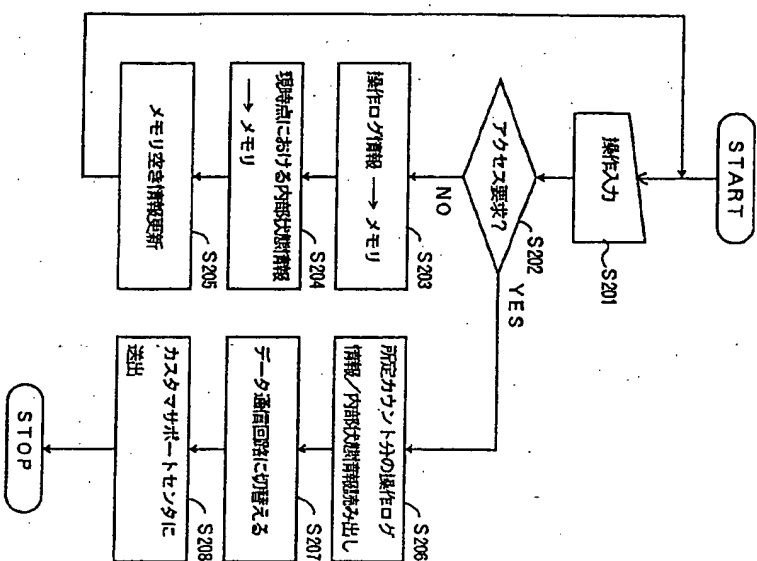 START
操作入力
S201
アクセス要求?
S202
NO
YES
操作ログ情報 → メモリ
S203
現時点における内部状態情報
→ メモリ
S204
メモリ空き情報更新
S205
所定カウント分の操作ログ
情報/内部状態情報読み出し
S206
データ通信回路に切替える
S207
カスタマサポートセンタに
送出
S208
STOP